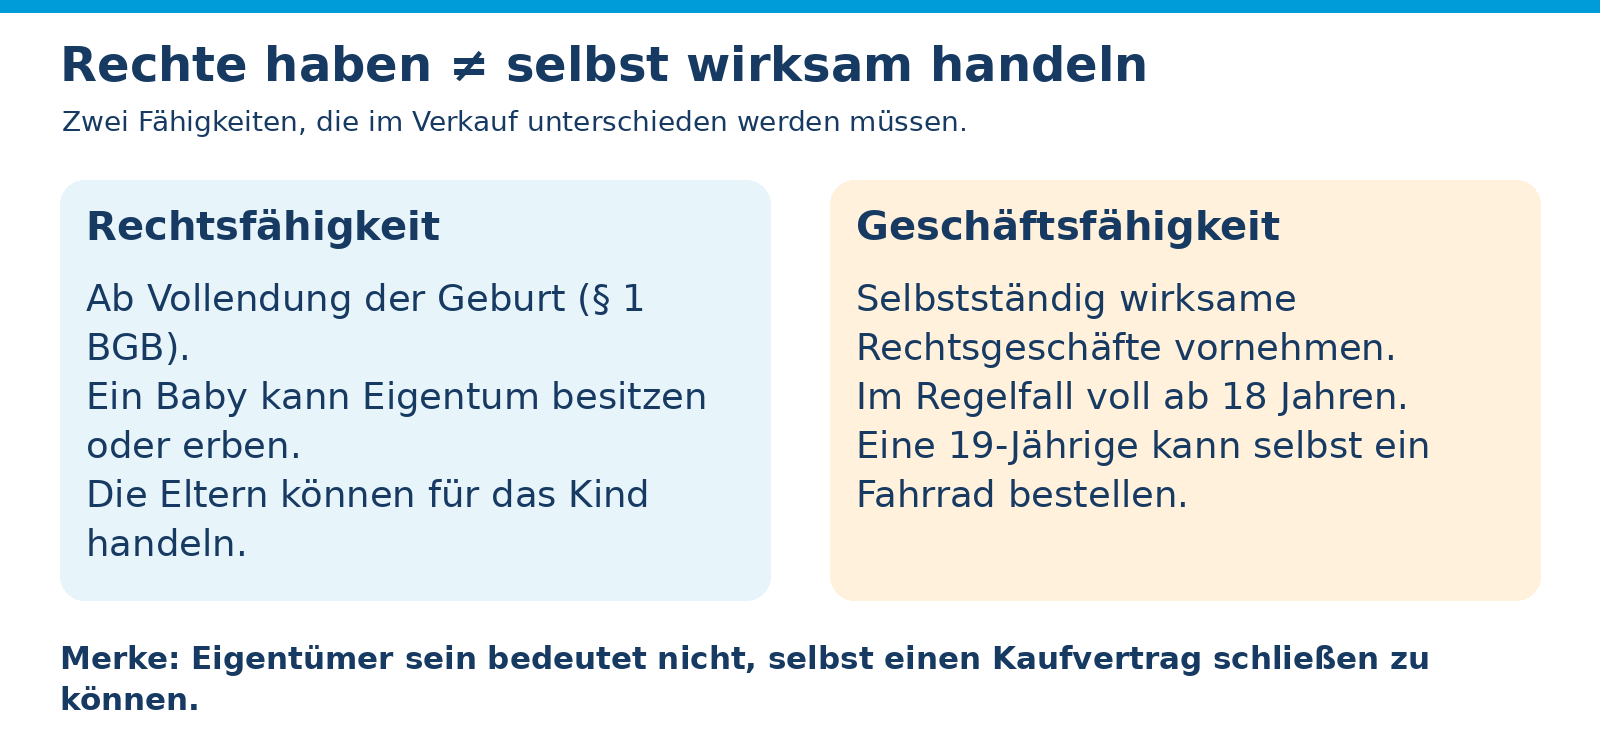 Rechte haben ≠ selbst wirksam handeln
Zwei Fähigkeiten, die im Verkauf unterschieden werden müssen.
Rechtsfähigkeit
Ab Vollendung der Geburt (§ 1
BGB).
Ein Baby kann Eigentum besitzen
oder erben.
Die Eltern können für das Kind
handeln.
Geschäftsfähigkeit
Selbstständig wirksame
Rechtsgeschäfte vornehmen.
Im Regelfall voll ab 18 Jahren.
Eine 19-Jährige kann selbst ein
Fahrrad bestellen.
Merke: Eigentümer sein bedeutet nicht, selbst einen Kaufvertrag schließen zu
können.